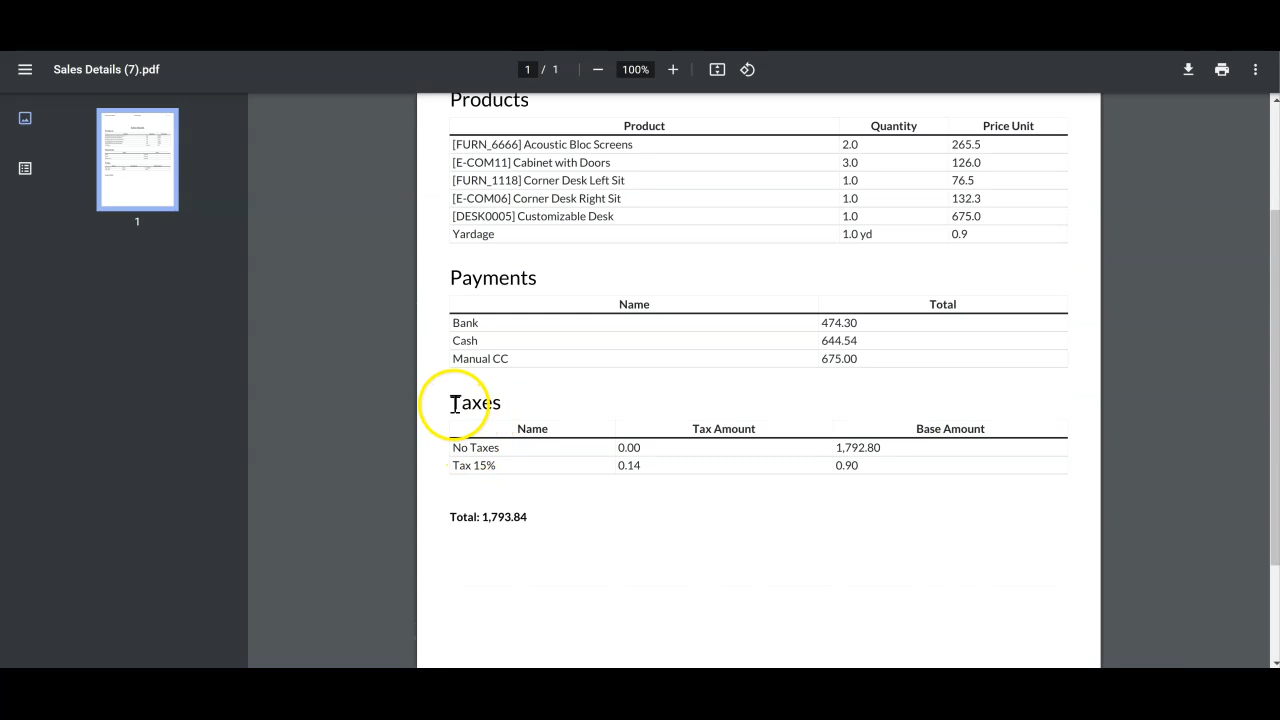 Sales Details (7).pdf 1 / 1 100%
1
Products
Product Quantity Price Unit
[FURN_6666] Acoustic Bloc Screens 2.0 265.5
[E-COM11] Cabinet with Doors 3.0 126.0
[FURN_1118] Corner Desk Left Sit 1.0 76.5
[E-COM06] Corner Desk Right Sit 1.0 132.3
[DESK0005] Customizable Desk 1.0 675.0
Yardage 1.0 yd 0.9
Payments
Name Total
Bank 474.30
Cash 644.54
Manual CC 675.00
Taxes
Name Tax Amount Base Amount
No Taxes 0.00 1,792.80
Tax 15% 0.14 0.90
Total: 1,793.84